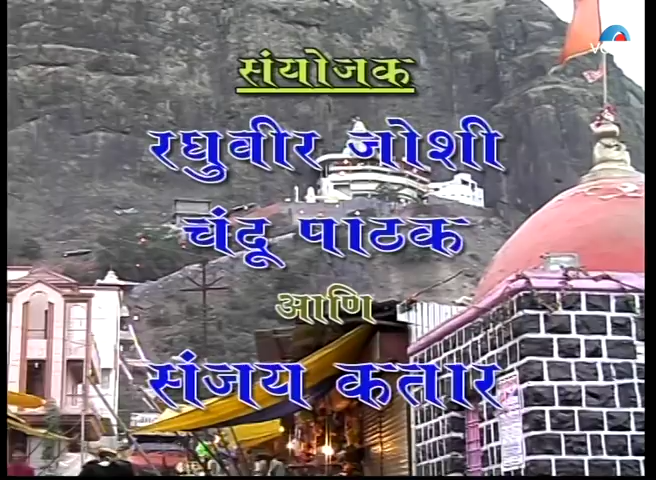 संयोजक
रघुवीर जोशी
चंदू पाठक
आणि
संजय कतार